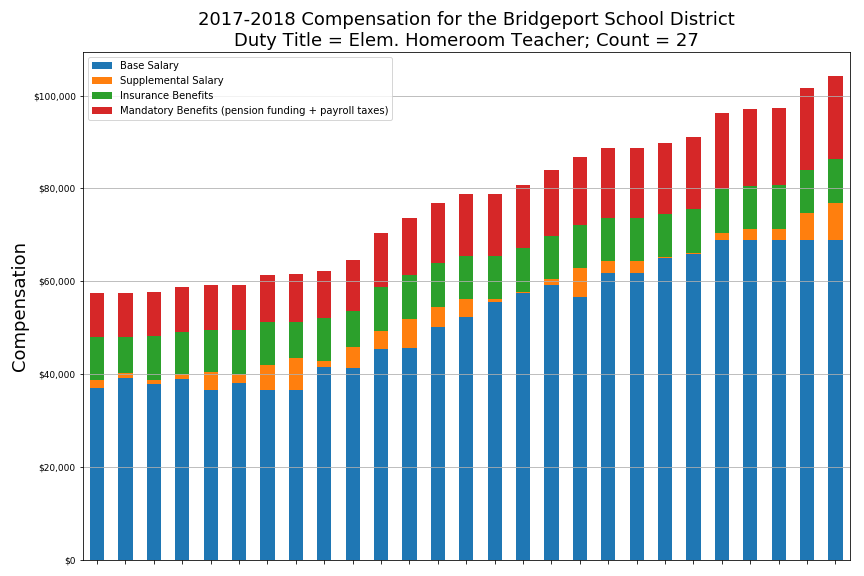 2017-2018 Compensation for the Bridgeport School District
Duty Title = Elem. Homeroom Teacher; Count = 27
Base Salary
Supplemental Salary
Insurance Benefits
Mandatory Benefits (pension funding + payroll taxes)
Compensation
$100,000
$80,000
$60,000
$40,000
$20,000
$0